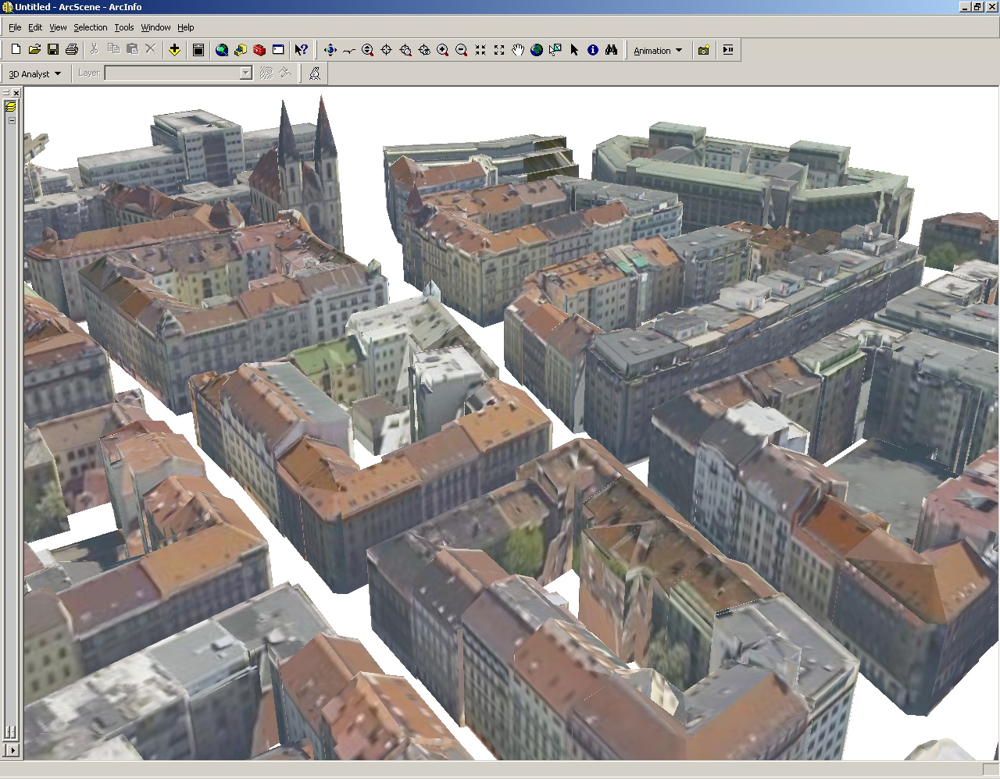 Untitled - ArcScene - ArcInfo
File Edit View Selection Tools Window Help
Animation
3D Analyst Layer: